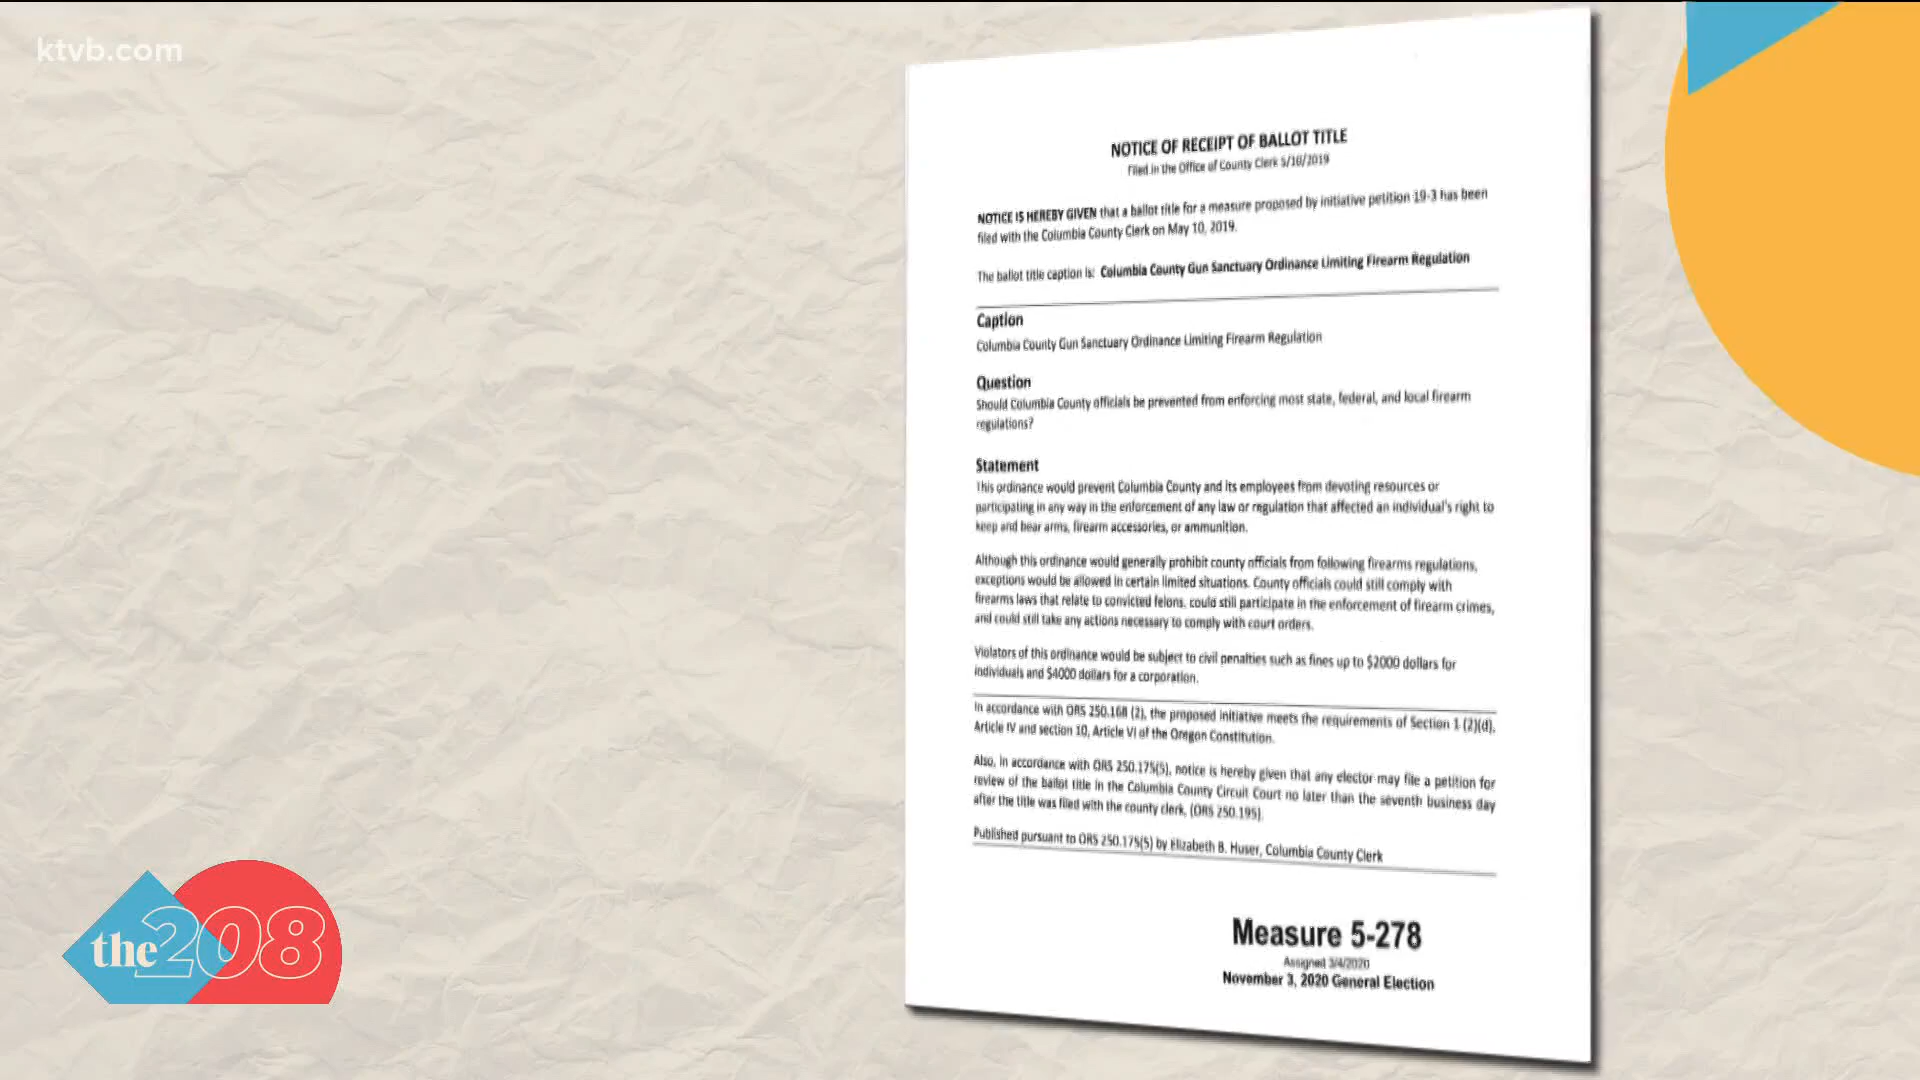 ktvb.com
NOTICE OF RECEIPT OF BALLOT TITLE
Filed in the Office of County Clerk 5/10/2019
NOTICE IS HEREBY GIVEN that a ballot title for a measure proposed by initiative petition 19-3 has been
filed with the Columbia County Clerk on May 10, 2019.
The ballot title caption is: Columbia County Gun Sanctuary Ordinance Limiting Firearm Regulation
Caption
Columbia County Gun Sanctuary Ordinance Limiting Firearm Regulation
Question
Should Columbia County officials be prevented from enforcing most state, federal, and local firearm
regulations?
Statement
This ordinance would prevent Columbia County and its employees from devoting resources or
participating in any way in the enforcement of any law or regulation that affected an individual's right to
keep and bear arms, firearm accessories, or ammunition.
Although this ordinance would generally prohibit county officials from following firearms regulations,
exceptions would be allowed in certain limited situations. County officials could still comply with
firearms laws that relate to convicted felons, could still participate in the enforcement of firearm crimes,
and could still take any actions necessary to comply with court orders.
Violators of this ordinance would be subject to civil penalties such as fines up to $2000 dollars for
individuals and $4000 dollars for a corporation.
In accordance with ORS 250.168 (2), the proposed initiative meets the requirements of Section 1 (2)(d),
Article IV and section 10, Article VI of the Oregon Constitution.
Also, in accordance with ORS 250.175(5), notice is hereby given that any elector may file a petition for
review of the ballot title in the Columbia County Circuit Court no later than the seventh business day
after the title was filed with the county clerk, (ORS 250.195).
Published pursuant to ORS 250.175(5) by Elizabeth B. Huser, Columbia County Clerk
Measure 5-278
Assigned 3/4/2020
November 3, 2020 General Election
the 208